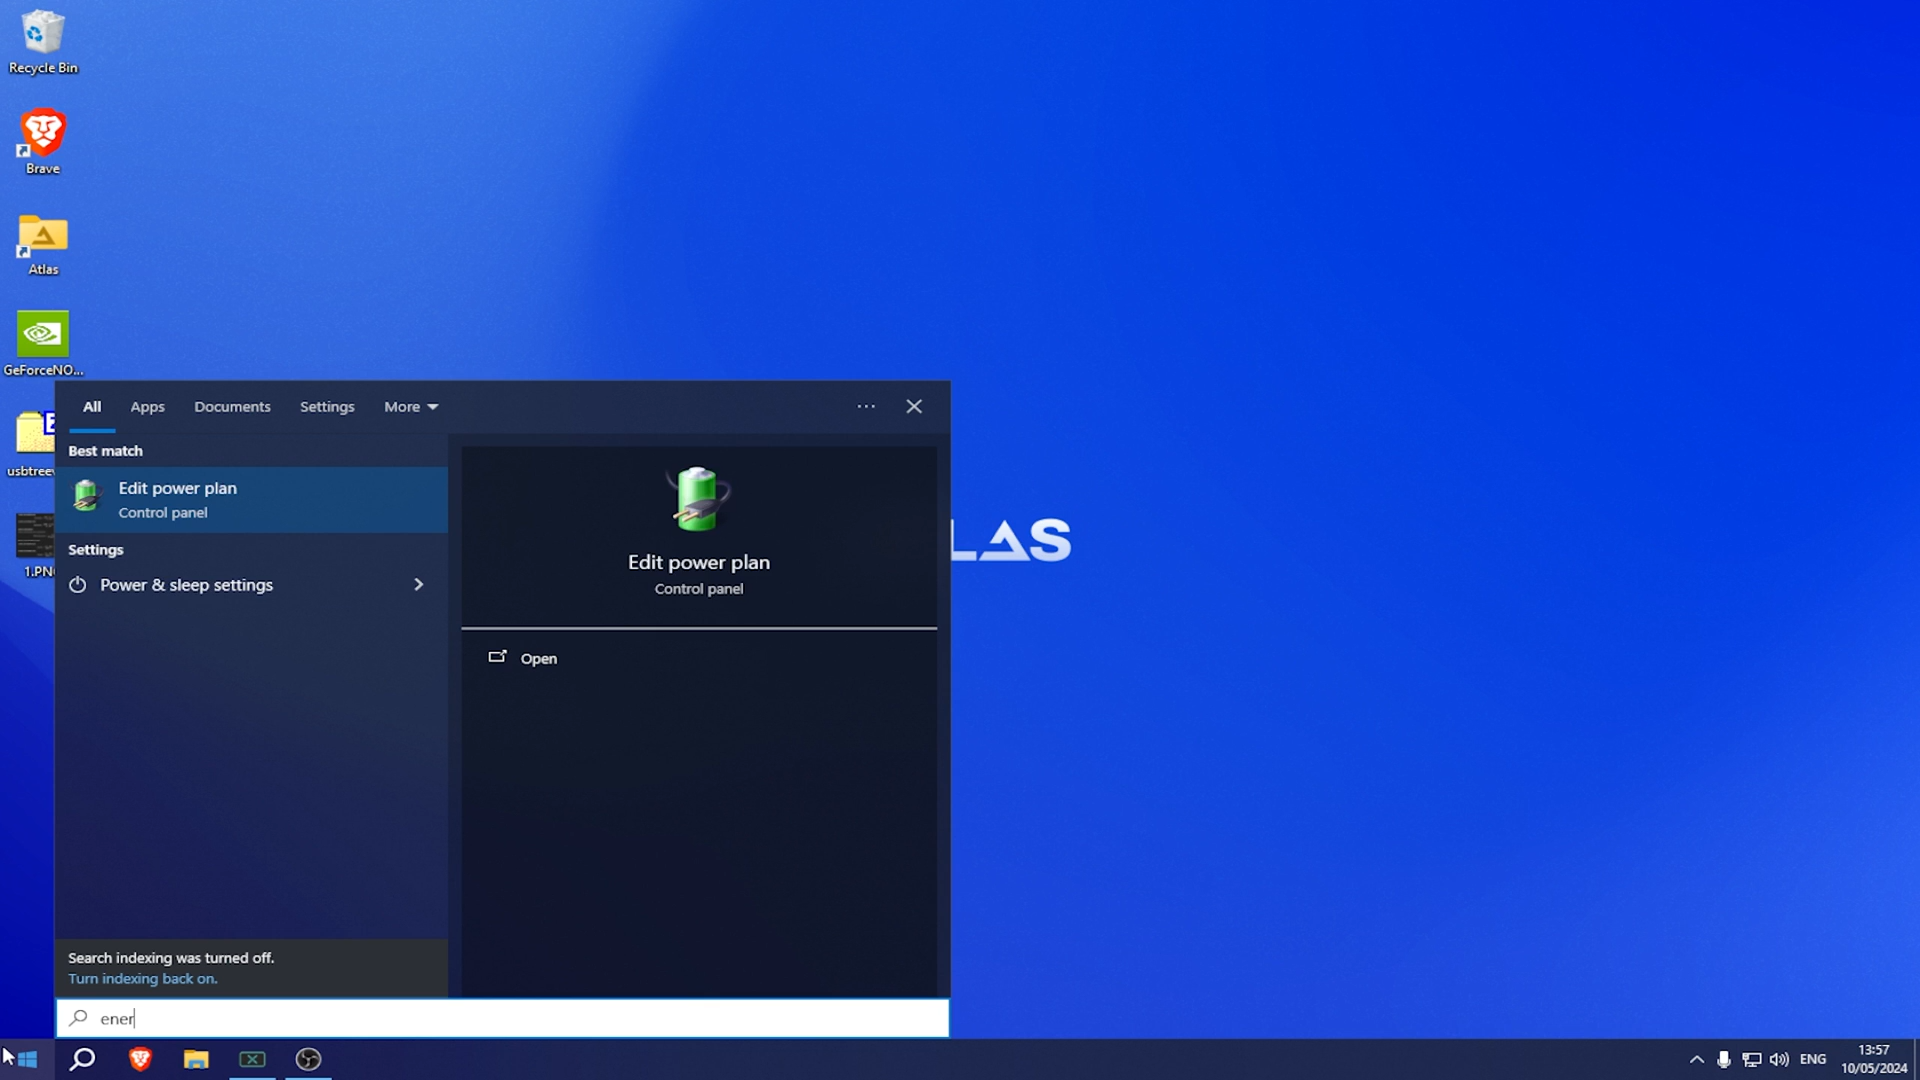 Recycle Bin
Brave
Atlas
GeForceNO...
1.PN
All
Apps
Documents
Settings
More
Best match
Edit power plan
Control panel
Settings
Power & sleep settings
Edit power plan
Control panel
Open
Search indexing was turned off.
Turn indexing back on.
ener
LAS
ENG
13:57
10/05/2024